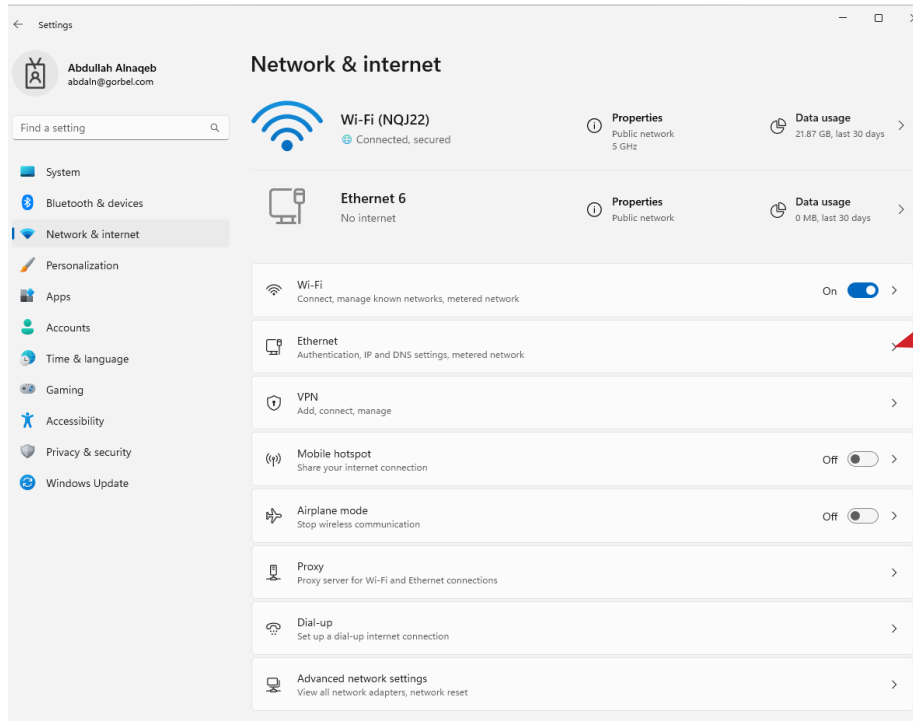 Settings
Abdullah Alnaqeb
abdaln@gorbel.com
Find a setting
System
Bluetooth & devices
Network & internet
Personalization
Apps
Accounts
Time & language
Gaming
Accessibility
Privacy & security
Windows Update
Network & internet
Wi-Fi (NQJ22)
Connected, secured
Properties
Public network
5 GHz
Data usage
21.87 GB, last 30 days
Ethernet 6
No internet
Properties
Public network
Data usage
0 MB, last 30 days
Wi-Fi
Connect, manage known networks, metered network
On
Ethernet
Authentication, IP and DNS settings, metered network
VPN
Add, connect, manage
Mobile hotspot
Share your internet connection
Off
Airplane mode
Stop wireless communication
Off
Proxy
Proxy server for Wi-Fi and Ethernet connections
Dial-up
Set up a dial-up internet connection
Advanced network settings
View all network adapters, network reset